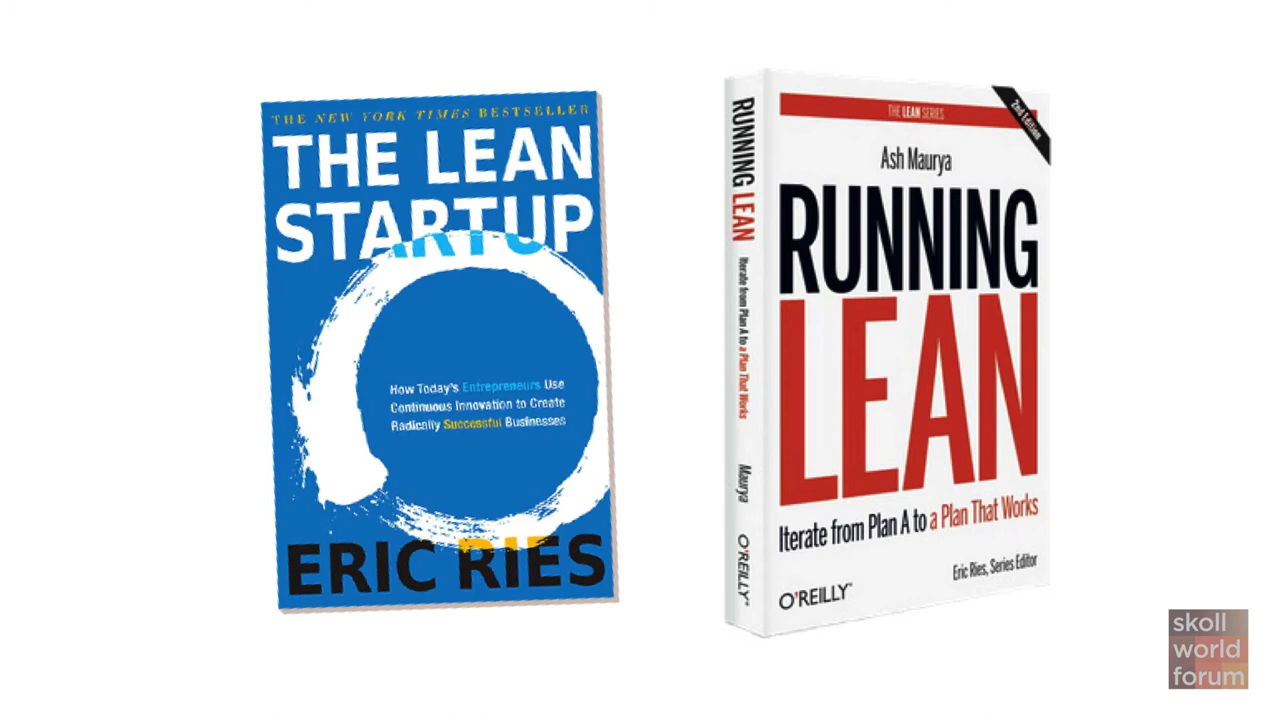 THE NEW YORK TIMES BESTSELLER
THE LEAN
STARTUP
How Today's Entrepreneurs Use
Continuous Innovation to Create
Radically Successful Businesses
ERIC RIES
RUNNING LEAN
Iterate from Plan A to a Plan That Works
Maurya
O'REILLY
THE LEAN SERIES
2nd Edition
Ash Maurya
RUNNING
LEAN
Iterate from Plan A to a Plan That Works
Eric Ries, Series Editor
O'REILLY
skoll
world
forum